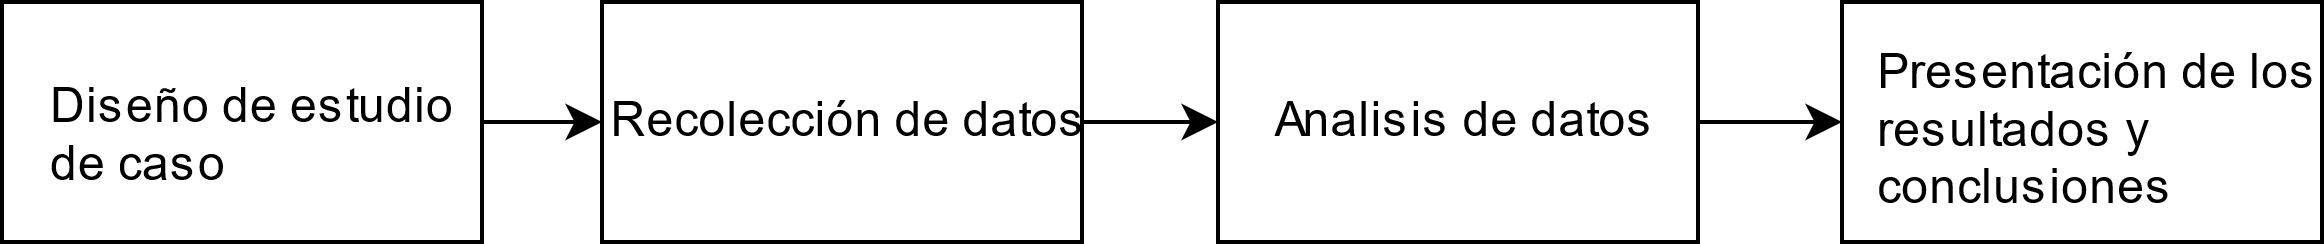 Diseño de estudio
de caso
Recolección de datos
Analisis de datos
Presentación de los
resultados y
conclusiones